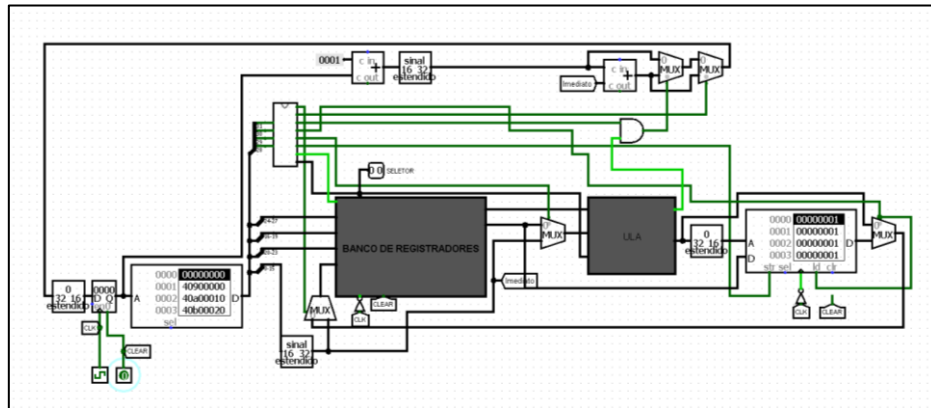 0001
c in
+
c out
sinal
16 32
estendido
c in
+
c out
Imediato
0
MUX
0
MUX
0 0 SELETOR
BANCO DE REGISTRADORES
ULA
MUX
0
32 16
estendido
A
D
0000 00000001
0001 00000001
0002 00000001
0003 00000001
str sel ld clr
D
MUX
Imediato
CLK
CLEAR
CLK
CLEAR
0
32 16
estendido
0000
D Q
A
0000 00000000
0001 40900000
0002 40a00010
0003 40b00020
sel
D
MUX
sinal
16 32
estendido
CLK
CLEAR
0